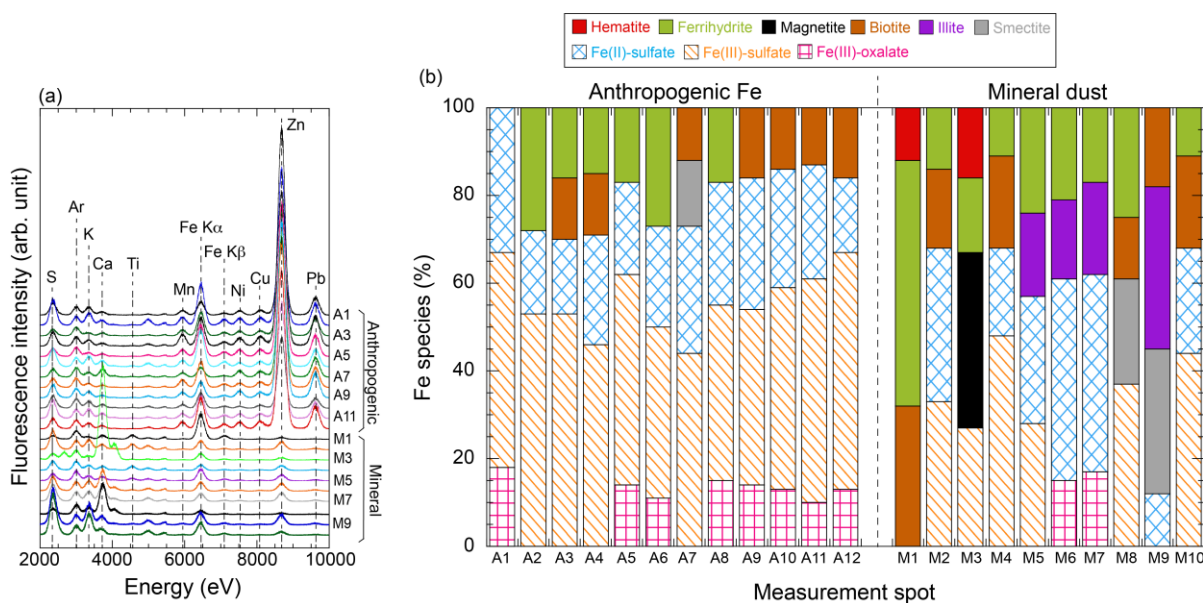 Hematite Ferrihydrite Magnetite Biotite Illite Smectite
Fe(II)-sulfate Fe(III)-sulfate Fe(III)-oxalate
(a)
Fluorescence intensity (arb. unit)
S
Ar
K
Ca
Ti
Mn
Fe Kα
Fe Kβ
Ni
Cu
Zn
Pb
A1
A3
A5
A7
A9
A11
M1
M3
M5
M7
M9
Anthropogenic
Mineral
2000 4000 6000 8000 10000
Energy (eV)
(b)
Anthropogenic Fe Mineral dust
Fe species (%)
100
80
60
40
20
0
A1 A2 A3 A4 A5 A6 A7 A8 A9 A10 A11 A12 M1 M2 M3 M4 M5 M6 M7 M8 M9 M10
Measurement spot